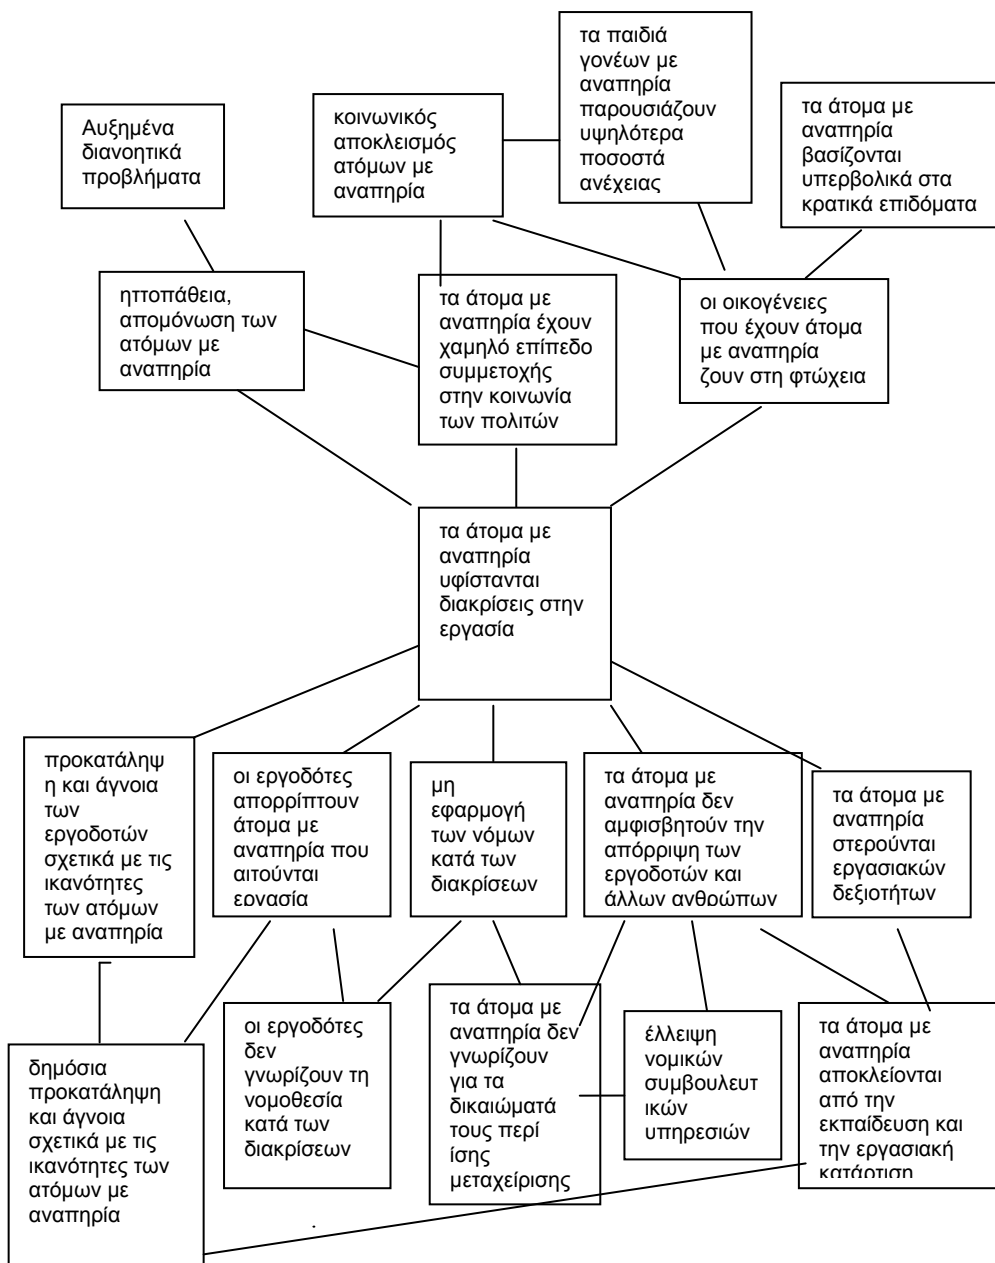 τα παιδιά
γονέων με
αναπηρία
παρουσιάζουν
υψηλότερα
ποσοστά
ανέχειας
τα άτομα με
αναπηρία
βασίζονται
υπερβολικά στα
κρατικά επιδόματα
κοινωνικός
αποκλεισμός
ατόμων με
αναπηρία
Αυξημένα
διανοητικά
προβλήματα
ηττοπάθεια,
απομόνωση των
ατόμων με
αναπηρία
τα άτομα με
αναπηρία έχουν
χαμηλό επίπεδο
συμμετοχής
στην κοινωνία
των πολιτών
οι οικογένειες
που έχουν άτομα
με αναπηρία
ζουν στη φτώχεια
τα άτομα με
αναπηρία
υφίστανται
διακρίσεις στην
εργασία
προκατάληψ
η και άγνοια
των
εργοδοτών
σχετικά με τις
ικανότητες
των ατόμων
με αναπηρία
οι εργοδότες
απορρίπτουν
άτομα με
αναπηρία που
αιτούνται
εργασία
μη
εφαρμογή
των νόμων
κατά των
διακρίσεων
τα άτομα με
αναπηρία δεν
αμφισβητούν την
απόρριψη των
εργοδοτών και
άλλων ανθρώπων
τα άτομα με
αναπηρία
στερούνται
εργασιακών
δεξιοτήτων
δημόσια
προκατάληψη
και άγνοια
σχετικά με τις
ικανότητες των
ατόμων με
αναπηρία
οι εργοδότες
δεν
γνωρίζουν τη
νομοθεσία
κατά των
διακρίσεων
τα άτομα με
αναπηρία δεν
γνωρίζουν
για τα
δικαιώματά
τους περί
ίσης
μεταχείρισης
έλλειψη
νομικών
συμβουλευτ
ικών
υπηρεσιών
τα άτομα με
αναπηρία
αποκλείονται
από την
εκπαίδευση και
την εργασιακή
κατάρτιση